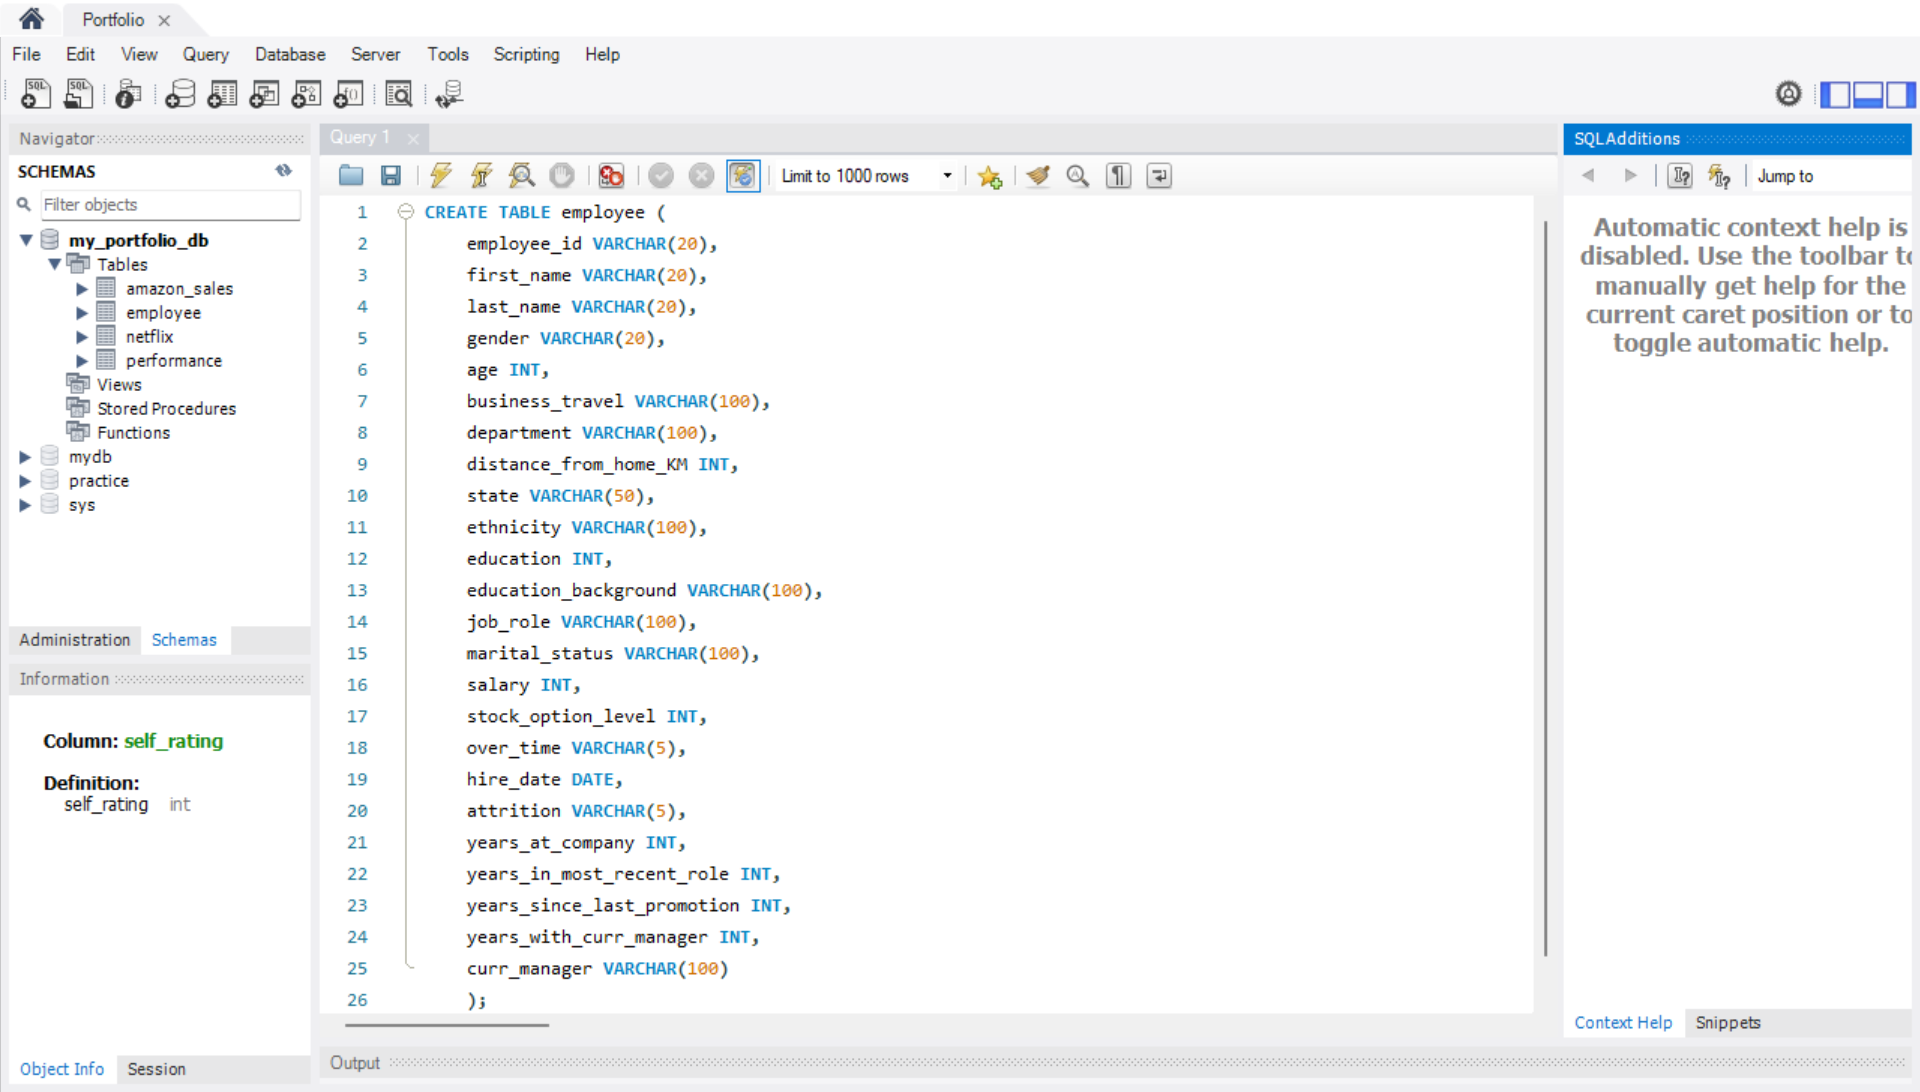 Portfolio
File Edit View Query Database Server Tools Scripting Help
Navigator
SCHEMAS
Filter objects
my_portfolio_db
Tables
amazon_sales
employee
netflix
performance
Views
Stored Procedures
Functions
mydb
practice
sys
Administration Schemas
Information
Column: self_rating
Definition:
self_rating int
Object Info Session
Query 1
Limit to 1000 rows
1 CREATE TABLE employee (
2 employee_id VARCHAR(20),
3 first_name VARCHAR(20),
4 last_name VARCHAR(20),
5 gender VARCHAR(20),
6 age INT,
7 business_travel VARCHAR(100),
8 department VARCHAR(100),
9 distance_from_home_KM INT,
10 state VARCHAR(50),
11 ethnicity VARCHAR(100),
12 education INT,
13 education_background VARCHAR(100),
14 job_role VARCHAR(100),
15 marital_status VARCHAR(100),
16 salary INT,
17 stock_option_level INT,
18 over_time VARCHAR(5),
19 hire_date DATE,
20 attrition VARCHAR(5),
21 years_at_company INT,
22 years_in_most_recent_role INT,
23 years_since_last_promotion INT,
24 years_with_curr_manager INT,
25 curr_manager VARCHAR(100)
26 );
Output
SQLAdditions
Jump to
Automatic context help is
disabled. Use the toolbar to
manually get help for the
current caret position or to
toggle automatic help.
Context Help Snippets